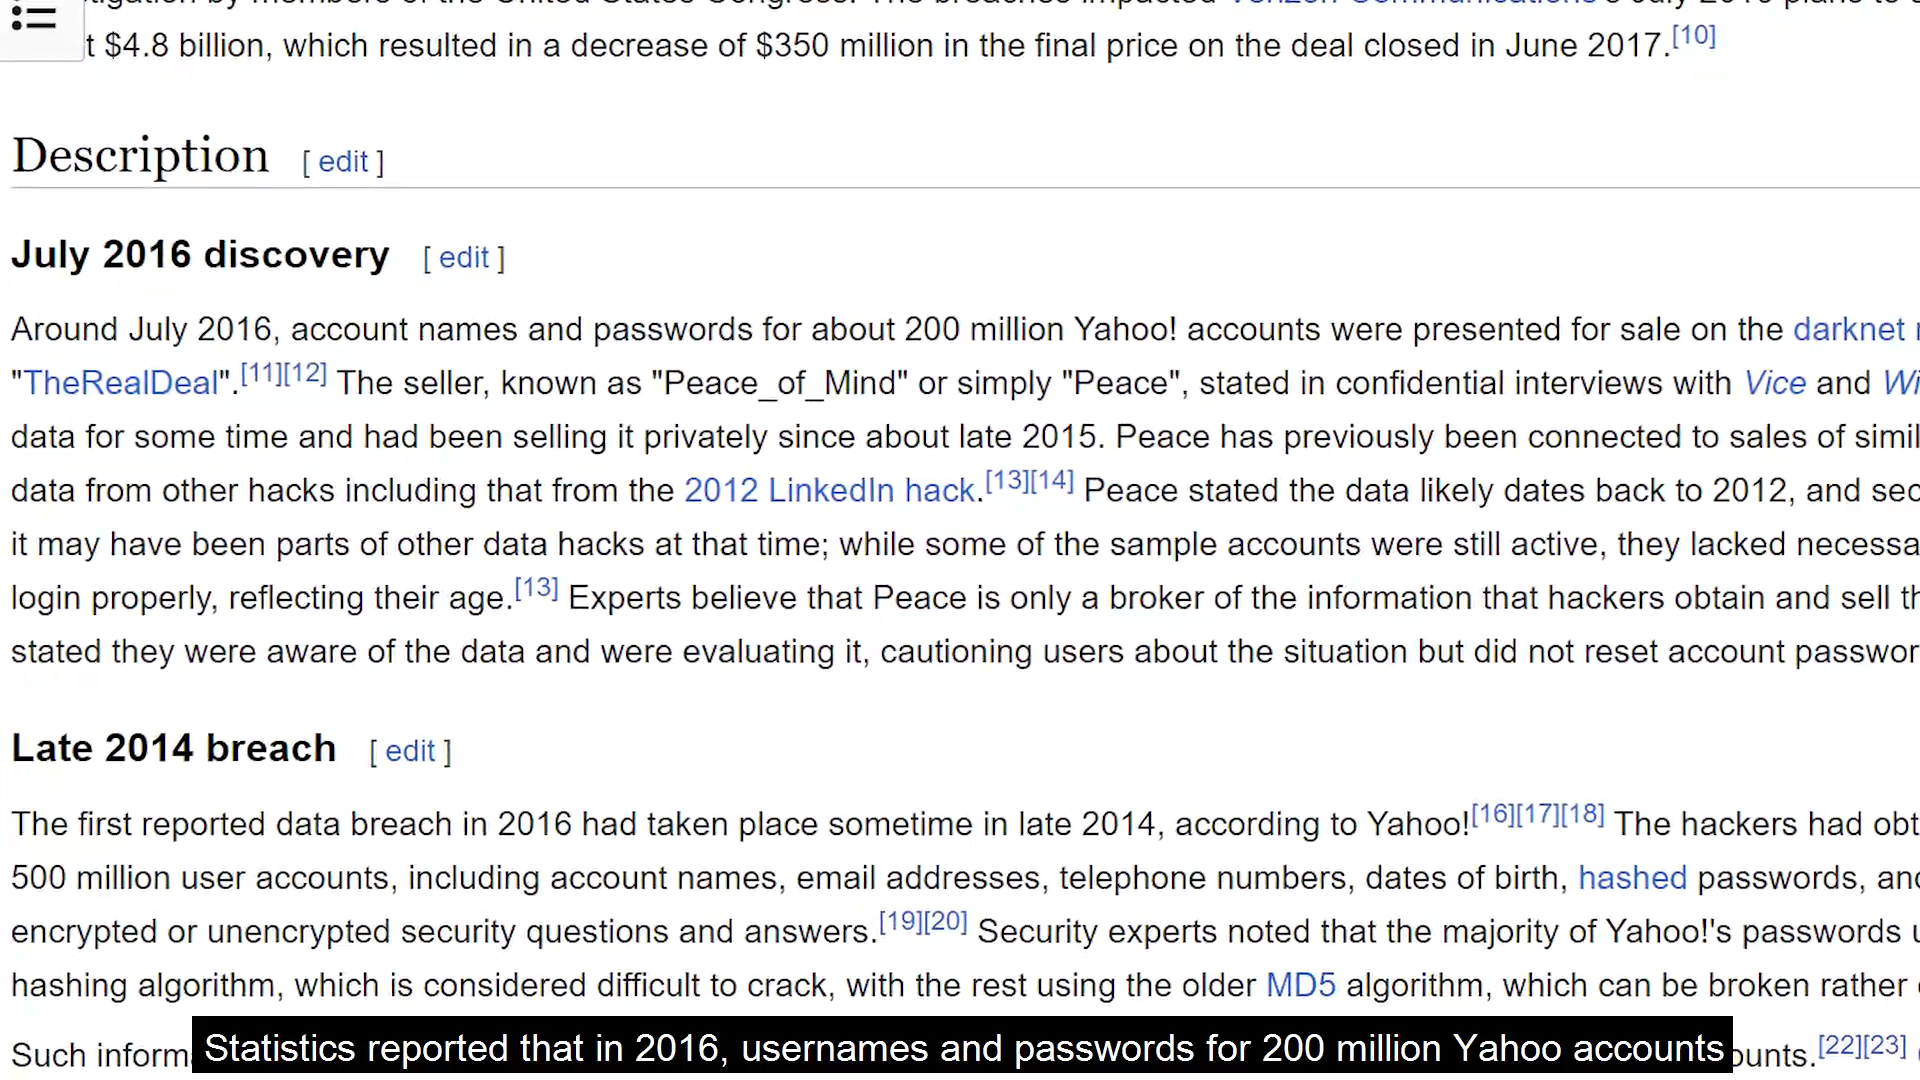 t $4.8 billion, which resulted in a decrease of $350 million in the final price on the deal closed in June 2017.[10]
Description [ edit ]
July 2016 discovery [ edit ]
Around July 2016, account names and passwords for about 200 million Yahoo! accounts were presented for sale on the darknet
"TheRealDeal".[11][12] The seller, known as "Peace_of_Mind" or simply "Peace", stated in confidential interviews with Vice and Wi
data for some time and had been selling it privately since about late 2015. Peace has previously been connected to sales of simil
data from other hacks including that from the 2012 LinkedIn hack.[13][14] Peace stated the data likely dates back to 2012, and sec
it may have been parts of other data hacks at that time; while some of the sample accounts were still active, they lacked necessa
login properly, reflecting their age.[13] Experts believe that Peace is only a broker of the information that hackers obtain and sell th
stated they were aware of the data and were evaluating it, cautioning users about the situation but did not reset account passwor
Late 2014 breach [ edit ]
The first reported data breach in 2016 had taken place sometime in late 2014, according to Yahoo![16][17][18] The hackers had obt
500 million user accounts, including account names, email addresses, telephone numbers, dates of birth, hashed passwords, and
encrypted or unencrypted security questions and answers.[19][20] Security experts noted that the majority of Yahoo!'s passwords u
hashing algorithm, which is considered difficult to crack, with the rest using the older MD5 algorithm, which can be broken rather
Such inform ounts.[22][23]
Statistics reported that in 2016, usernames and passwords for 200 million Yahoo accounts